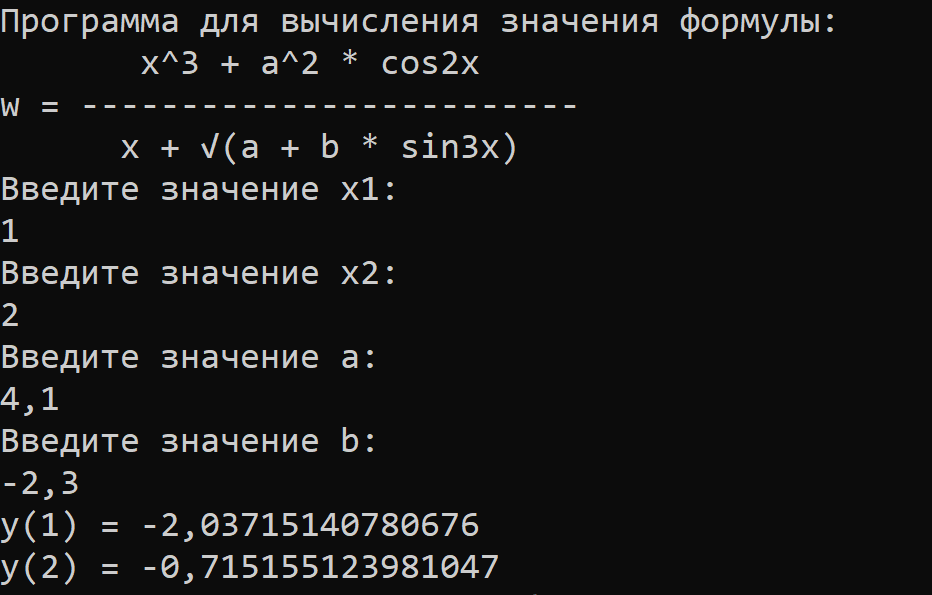 Программа для вычисления значения формулы:
x^3 + a^2 * cos2x
w = -------------------------
x + √(a + b * sin3x)
Введите значение x1:
1
Введите значение x2:
2
Введите значение a:
4,1
Введите значение b:
-2,3
y(1) = -2,03715140780676
y(2) = -0,715155123981047